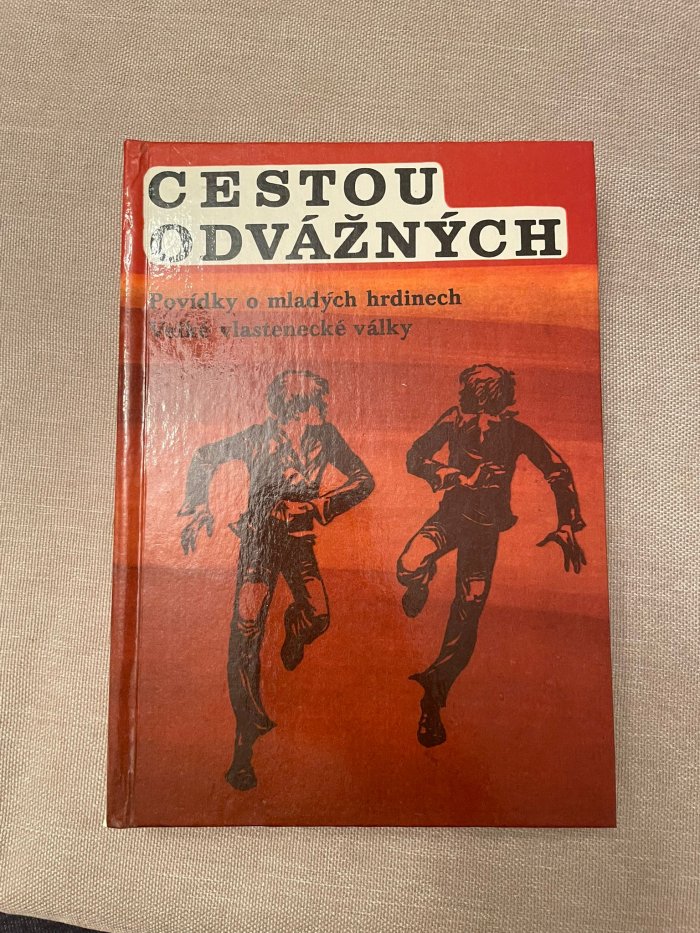 CESTOU
ODVÁŽNÝCH
Povídky o mladých hrdinech
Velké vlastenecké války